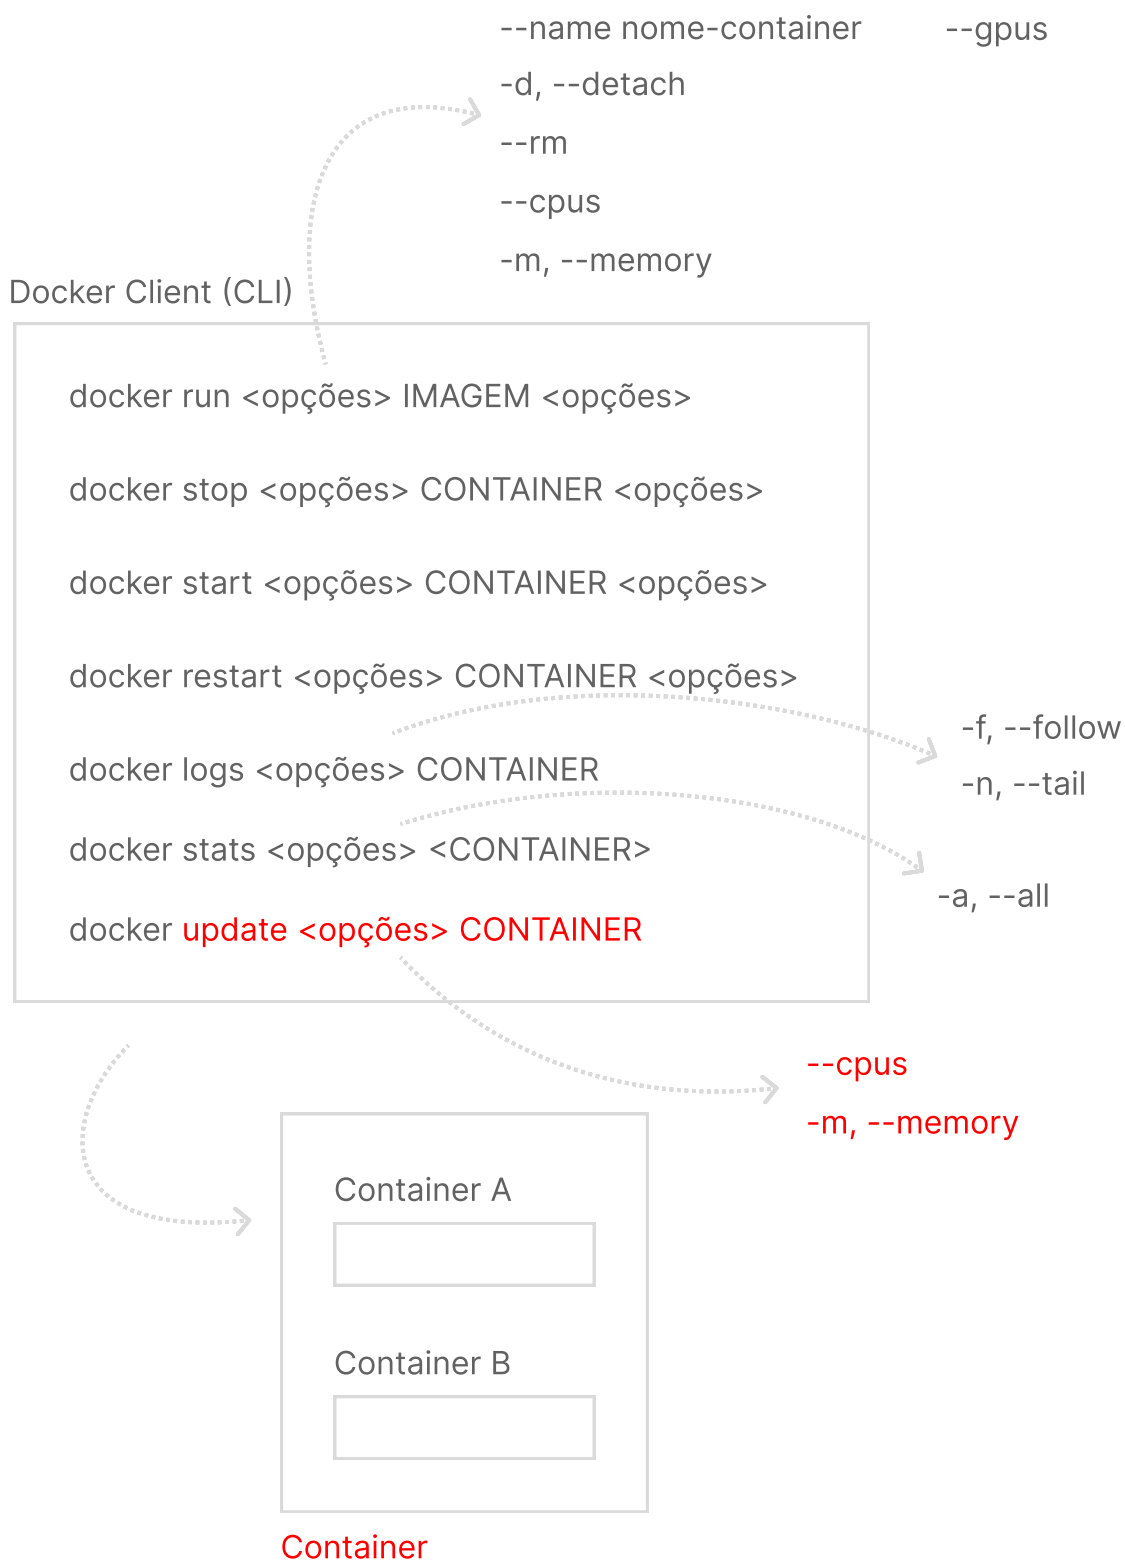 --name nome-container
--gpus
-d, --detach
--rm
--cpus
-m, --memory
Docker Client (CLI)
docker run <opções> IMAGEM <opções>
docker stop <opções> CONTAINER <opções>
docker start <opções> CONTAINER <opções>
docker restart <opções> CONTAINER <opções>
-f, --follow
docker logs <opções> CONTAINER
-n, --tail
docker stats <opções> <CONTAINER>
-a, --all
docker update <opções> CONTAINER
--cpus
-m, --memory
Container A
Container B
Container